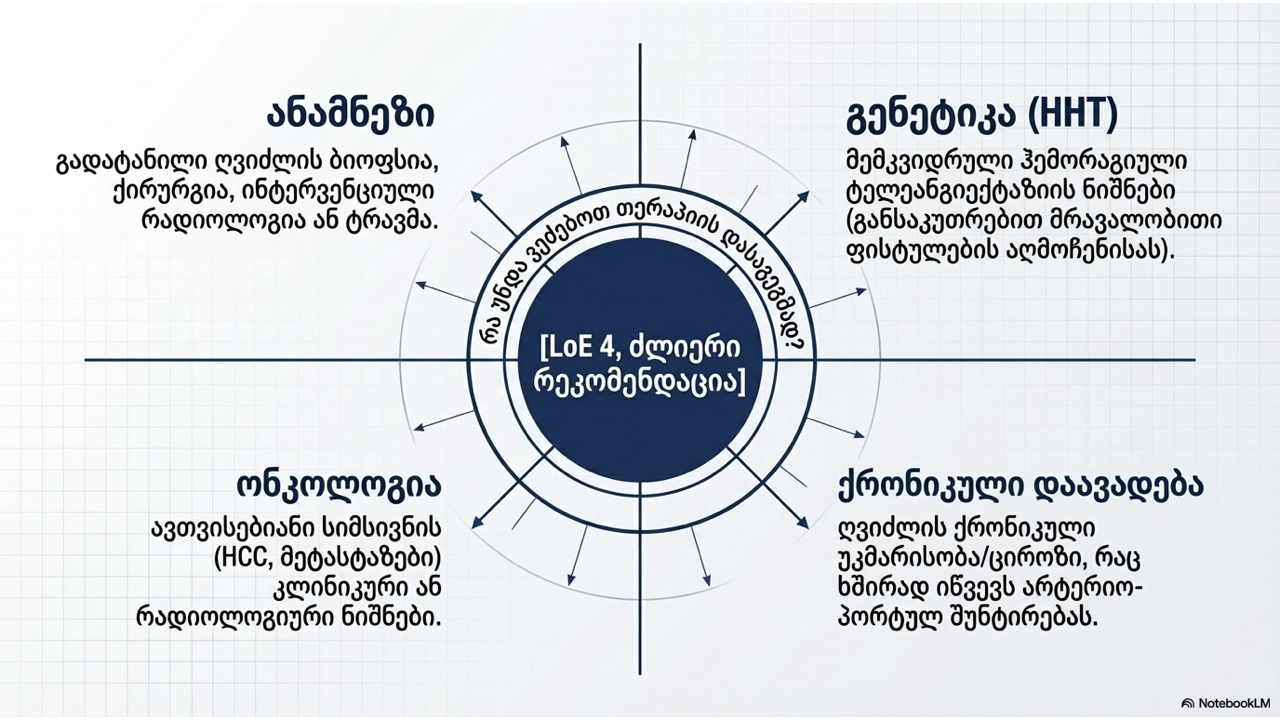 ანამნეზი
გადატანილი ღვიძლის ბიოფსია,
ქირურგია, ინტერვენციული
რადიოლოგია ან ტრავმა.
გენეტიკა (HHT)
მემკვიდრული ჰემორაგიული
ტელეანგიექტაზიის ნიშნები
(განსაკუთრებით მრავალობითი
ფისტულების აღმოჩენისას).
რა უნდა ვეძებოთ თერაპიის დასაგეგმად?
[LoE 4, ძლიერი
რეკომენდაცია]
ონკოლოგია
ავთვისებიანი სიმსივნის
(HCC, მეტასტაზები)
კლინიკური ან
რადიოლოგიური ნიშნები.
ქრონიკული დაავადება
ღვიძლის ქრონიკული
უკმარისობა/ციროზი, რაც
ხშირად იწვევს არტერიო-
პორტულ შუნტირებას.
NotebookLM